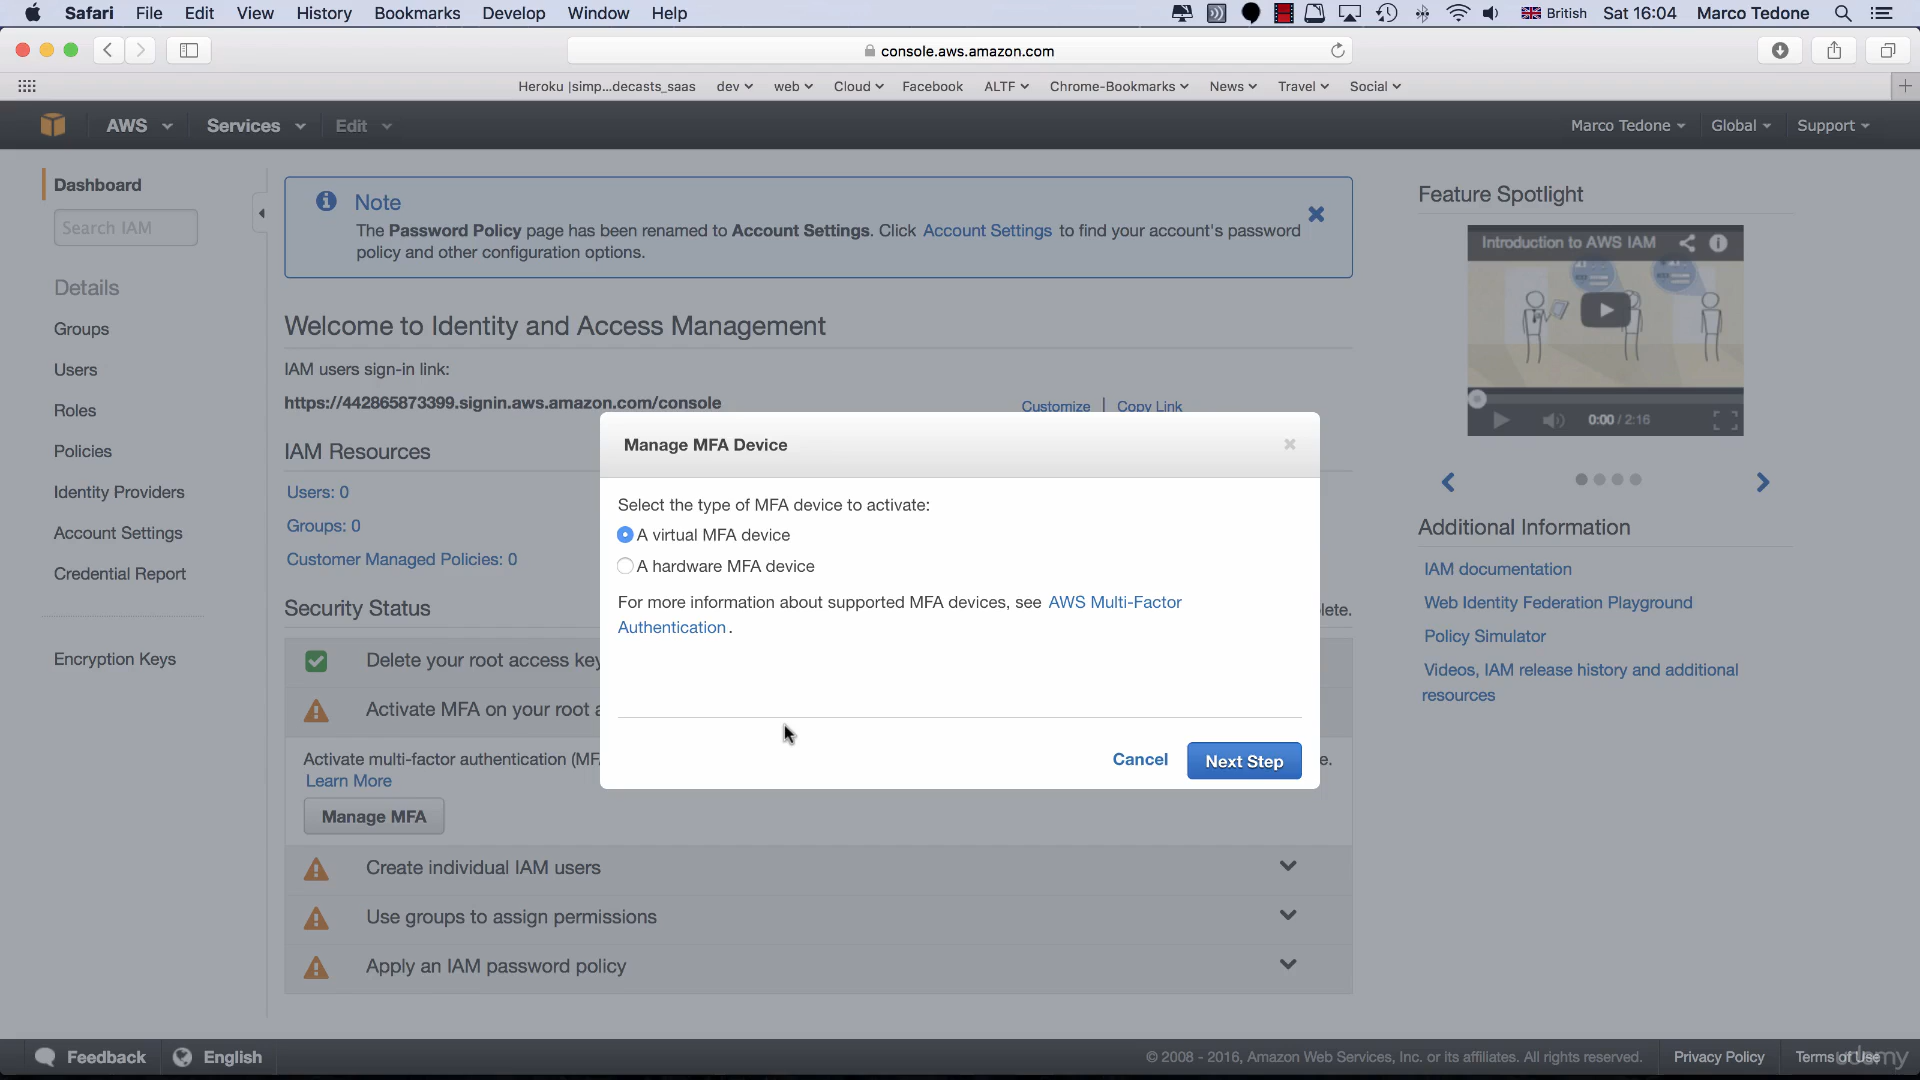 Safari File Edit View History Bookmarks Develop Window Help British Sat 16:04 Marco Tedone
console.aws.amazon.com
Heroku |simp...decasts_saas dev web Cloud Facebook ALTF Chrome-Bookmarks News Travel Social
AWS Services Edit Marco Tedone Global Support
Dashboard
Search IAM
Details
Groups
Users
Roles
Policies
Identity Providers
Account Settings
Credential Report
Encryption Keys
Note
The Password Policy page has been renamed to Account Settings. Click Account Settings to find your account's password
policy and other configuration options.
Welcome to Identity and Access Management
IAM users sign-in link:
https://442865873399.signin.aws.amazon.com/console
Customize | Copy Link
IAM Resources
Users: 0
Groups: 0
Customer Managed Policies: 0
Security Status
lete.
Delete your root access key
Activate MFA on your root a
Activate multi-factor authentication (MF
e.
Learn More
Manage MFA
Create individual IAM users
Use groups to assign permissions
Apply an IAM password policy
Manage MFA Device
Select the type of MFA device to activate:
A virtual MFA device
A hardware MFA device
For more information about supported MFA devices, see AWS Multi-Factor
Authentication.
Cancel Next Step
Feature Spotlight
Introduction to AWS IAM
0:00 / 2:16
Additional Information
IAM documentation
Web Identity Federation Playground
Policy Simulator
Videos, IAM release history and additional
resources
Feedback English © 2008 - 2016, Amazon Web Services, Inc. or its affiliates. All rights reserved. Privacy Policy Terms of Use
udemy